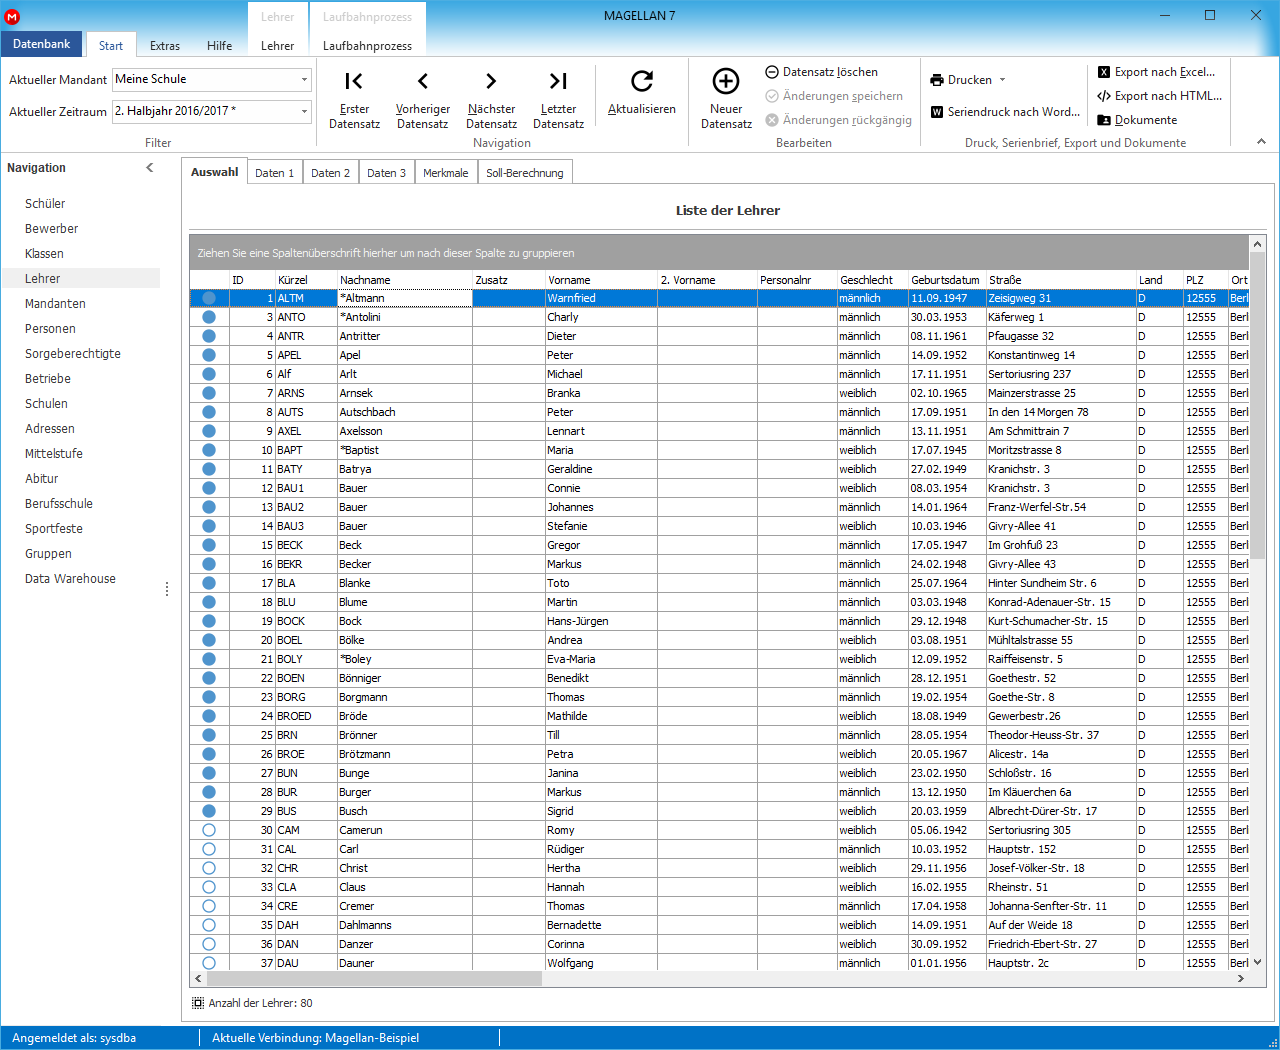 MAGELLAN 7
Lehrer
Laufbahnprozess
Datenbank
Start
Extras
Hilfe
Lehrer
Laufbahnprozess
Aktueller Mandant
Meine Schule
Aktueller Zeitraum
2. Halbjahr 2016/2017 *
Filter
Erster Datensatz
Vorheriger Datensatz
Nächster Datensatz
Letzter Datensatz
Aktualisieren
Navigation
Neuer Datensatz
Datensatz löschen
Änderungen speichern
Änderungen rückgängig
Bearbeiten
Drucken
Seriendruck nach Word...
Export nach Excel...
Export nach HTML...
Dokumente
Druck, Serienbrief, Export und Dokumente
Navigation
Schüler
Bewerber
Klassen
Lehrer
Mandanten
Personen
Sorgeberechtigte
Betriebe
Schulen
Adressen
Mittelstufe
Abitur
Berufsschule
Sportfeste
Gruppen
Data Warehouse
Auswahl
Daten 1
Daten 2
Daten 3
Merkmale
Soll-Berechnung
Liste der Lehrer
Ziehen Sie eine Spaltenüberschrift hierher um nach dieser Spalte zu gruppieren
ID Kürzel Nachname Zusatz Vorname 2. Vorname Personalnr Geschlecht Geburtsdatum Straße Land PLZ Ort
1 ALTM *Altmann Warnfried männlich 11.09.1947 Zeisigweg 31 D 12555 Berl
3 ANTO *Antolini Charly männlich 30.03.1953 Käferweg 1 D 12555 Berl
4 ANTR Antritter Dieter männlich 08.11.1961 Pfaugasse 32 D 12555 Berl
5 APEL Apel Peter männlich 14.09.1952 Konstantinweg 14 D 12555 Berl
6 Alf Arlt Michael männlich 17.11.1951 Sertoriusring 237 D 12555 Berl
7 ARNS Arnsek Branka weiblich 02.10.1965 Mainzerstrasse 25 D 12555 Berl
8 AUTS Autschbach Peter männlich 17.09.1951 In den 14 Morgen 78 D 12555 Berl
9 AXEL Axelsson Lennart männlich 13.11.1951 Am Schmittrain 7 D 12555 Berl
10 BAPT *Baptist Maria weiblich 17.07.1945 Moritzstrasse 8 D 12555 Berl
11 BATY Batrya Geraldine weiblich 27.02.1949 Kranichstr. 3 D 12555 Berl
12 BAU1 Bauer Connie weiblich 08.03.1954 Kranichstr. 3 D 12555 Berl
13 BAU2 Bauer Johannes männlich 14.01.1964 Franz-Werfel-Str.54 D 12555 Berl
14 BAU3 Bauer Stefanie weiblich 10.03.1946 Givry-Allee 41 D 12555 Berl
15 BECK Beck Gregor männlich 17.05.1947 Im Grohfuß 23 D 12555 Berl
16 BEKR Becker Markus männlich 24.02.1948 Givry-Allee 43 D 12555 Berl
17 BLA Blanke Toto männlich 25.07.1964 Hinter Sundheim Str. 6 D 12555 Berl
18 BLU Blume Martin männlich 03.03.1948 Konrad-Adenauer-Str. 15 D 12555 Berl
19 BOCK Bock Hans-Jürgen männlich 29.12.1948 Kurt-Schumacher-Str. 15 D 12555 Berl
20 BOEL Bölke Andrea weiblich 03.08.1951 Mühltalstrasse 55 D 12555 Berl
21 BOLY *Boley Eva-Maria weiblich 12.09.1952 Raiffeisenstr. 5 D 12555 Berl
22 BOEN Bönniger Benedikt männlich 28.12.1951 Goethestr. 52 D 12555 Berl
23 BORG Borgmann Thomas männlich 19.02.1954 Goethe-Str. 8 D 12555 Berl
24 BROED Bröde Mathilde weiblich 18.08.1949 Gewerbestr.26 D 12555 Berl
25 BRN Brönner Till männlich 28.05.1954 Theodor-Heuss-Str. 37 D 12555 Berl
26 BROE Brötzmann Petra weiblich 20.05.1967 Alicestr. 14a D 12555 Berl
27 BUN Bunge Janina weiblich 23.02.1950 Schloßstr. 16 D 12555 Berl
28 BUR Burger Markus männlich 13.12.1950 Im Kläuerchen 6a D 12555 Berl
29 BUS Busch Sigrid weiblich 20.03.1959 Albrecht-Dürer-Str. 17 D 12555 Berl
30 CAM Camerun Romy weiblich 05.06.1942 Sertoriusring 305 D 12555 Berl
31 CAL Carl Rüdiger männlich 10.03.1952 Hauptstr. 152 D 12555 Berl
32 CHR Christ Hertha weiblich 29.11.1956 Josef-Völker-Str. 18 D 12555 Berl
33 CLA Claus Hannah weiblich 16.02.1955 Rheinstr. 51 D 12555 Berl
34 CRE Cremer Thomas männlich 17.04.1958 Johanna-Senfter-Str. 11 D 12555 Berl
35 DAH Dahlmanns Bernadette weiblich 14.09.1951 Auf der Weide 18 D 12555 Berl
36 DAN Danzer Corinna weiblich 30.09.1952 Friedrich-Ebert-Str. 27 D 12555 Berl
37 DAU Dauner Wolfgang männlich 01.01.1956 Hauptstr. 2c D 12555 Berl
Anzahl der Lehrer: 80
Angemeldet als: sysdba
Aktuelle Verbindung: Magellan-Beispiel